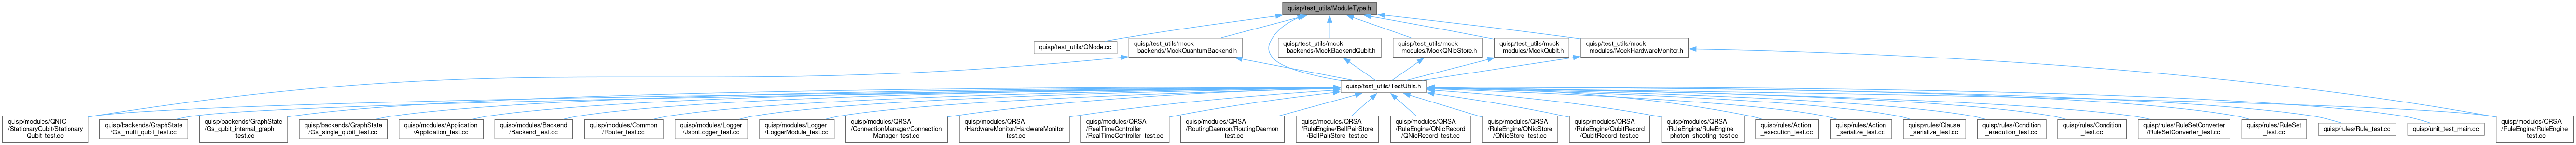 quisp/test_utils/ModuleType.h
quisp/test_utils/QNode.cc
quisp/test_utils/mock
_backends/MockQuantumBackend.h
quisp/test_utils/mock
_backends/MockBackendQubit.h
quisp/test_utils/mock
_modules/MockQNicStore.h
quisp/test_utils/mock
_modules/MockQubit.h
quisp/test_utils/mock
_modules/MockHardwareMonitor.h
quisp/test_utils/TestUtils.h
quisp/modules/QNIC
/StationaryQubit/Stationary
Qubit_test.cc
quisp/backends/GraphState
/Gs_multi_qubit_test.cc
quisp/backends/GraphState
/Gs_qubit_internal_graph
_test.cc
quisp/backends/GraphState
/Gs_single_qubit_test.cc
quisp/modules/Application
/Application_test.cc
quisp/modules/Backend
/Backend_test.cc
quisp/modules/Common
/Router_test.cc
quisp/modules/Logger
/JsonLogger_test.cc
quisp/modules/Logger
/LoggerModule_test.cc
quisp/modules/QRSA
/ConnectionManager/Connection
Manager_test.cc
quisp/modules/QRSA
/HardwareMonitor/HardwareMonitor
_test.cc
quisp/modules/QRSA
/RealTimeController
/RealTimeController_test.cc
quisp/modules/QRSA
/RoutingDaemon/RoutingDaemon
_test.cc
quisp/modules/QRSA
/RuleEngine/BellPairStore
/BellPairStore_test.cc
quisp/modules/QRSA
/RuleEngine/QNicRecord
/QNicRecord_test.cc
quisp/modules/QRSA
/RuleEngine/QNicStore
/QNicStore_test.cc
quisp/modules/QRSA
/RuleEngine/QubitRecord
/QubitRecord_test.cc
quisp/modules/QRSA
/RuleEngine/RuleEngine
_photon_shooting_test.cc
quisp/rules/Action
_execution_test.cc
quisp/rules/Action
_serialize_test.cc
quisp/rules/Clause
_serialize_test.cc
quisp/rules/Condition
_execution_test.cc
quisp/rules/Condition
_test.cc
quisp/rules/RuleSetConverter
/RuleSetConverter_test.cc
quisp/rules/RuleSet
_test.cc
quisp/rules/Rule_test.cc
quisp/unit_test_main.cc
quisp/modules/QRSA
/RuleEngine/RuleEngine
_test.cc